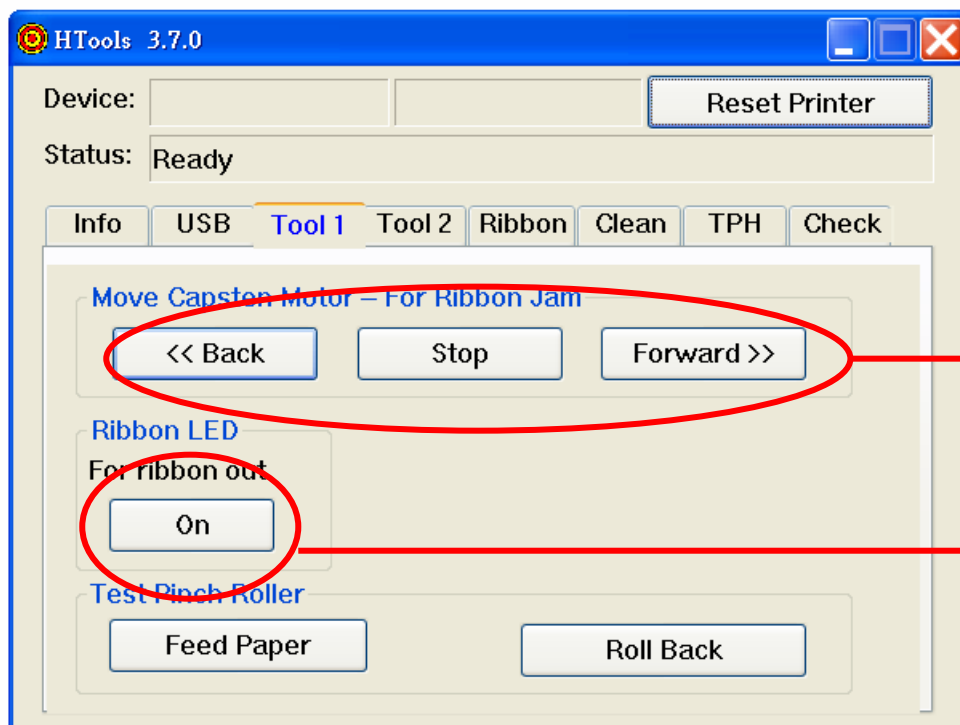 HTools 3.7.0
Device:
Reset Printer
Status: Ready
Info USB Tool 1 Tool 2 Ribbon Clean TPH Check
Move Capsten Motor – For Ribbon Jam
<< Back Stop Forward >>
Ribbon LED
For ribbon out
On
Test Pinch Roller
Feed Paper Roll Back